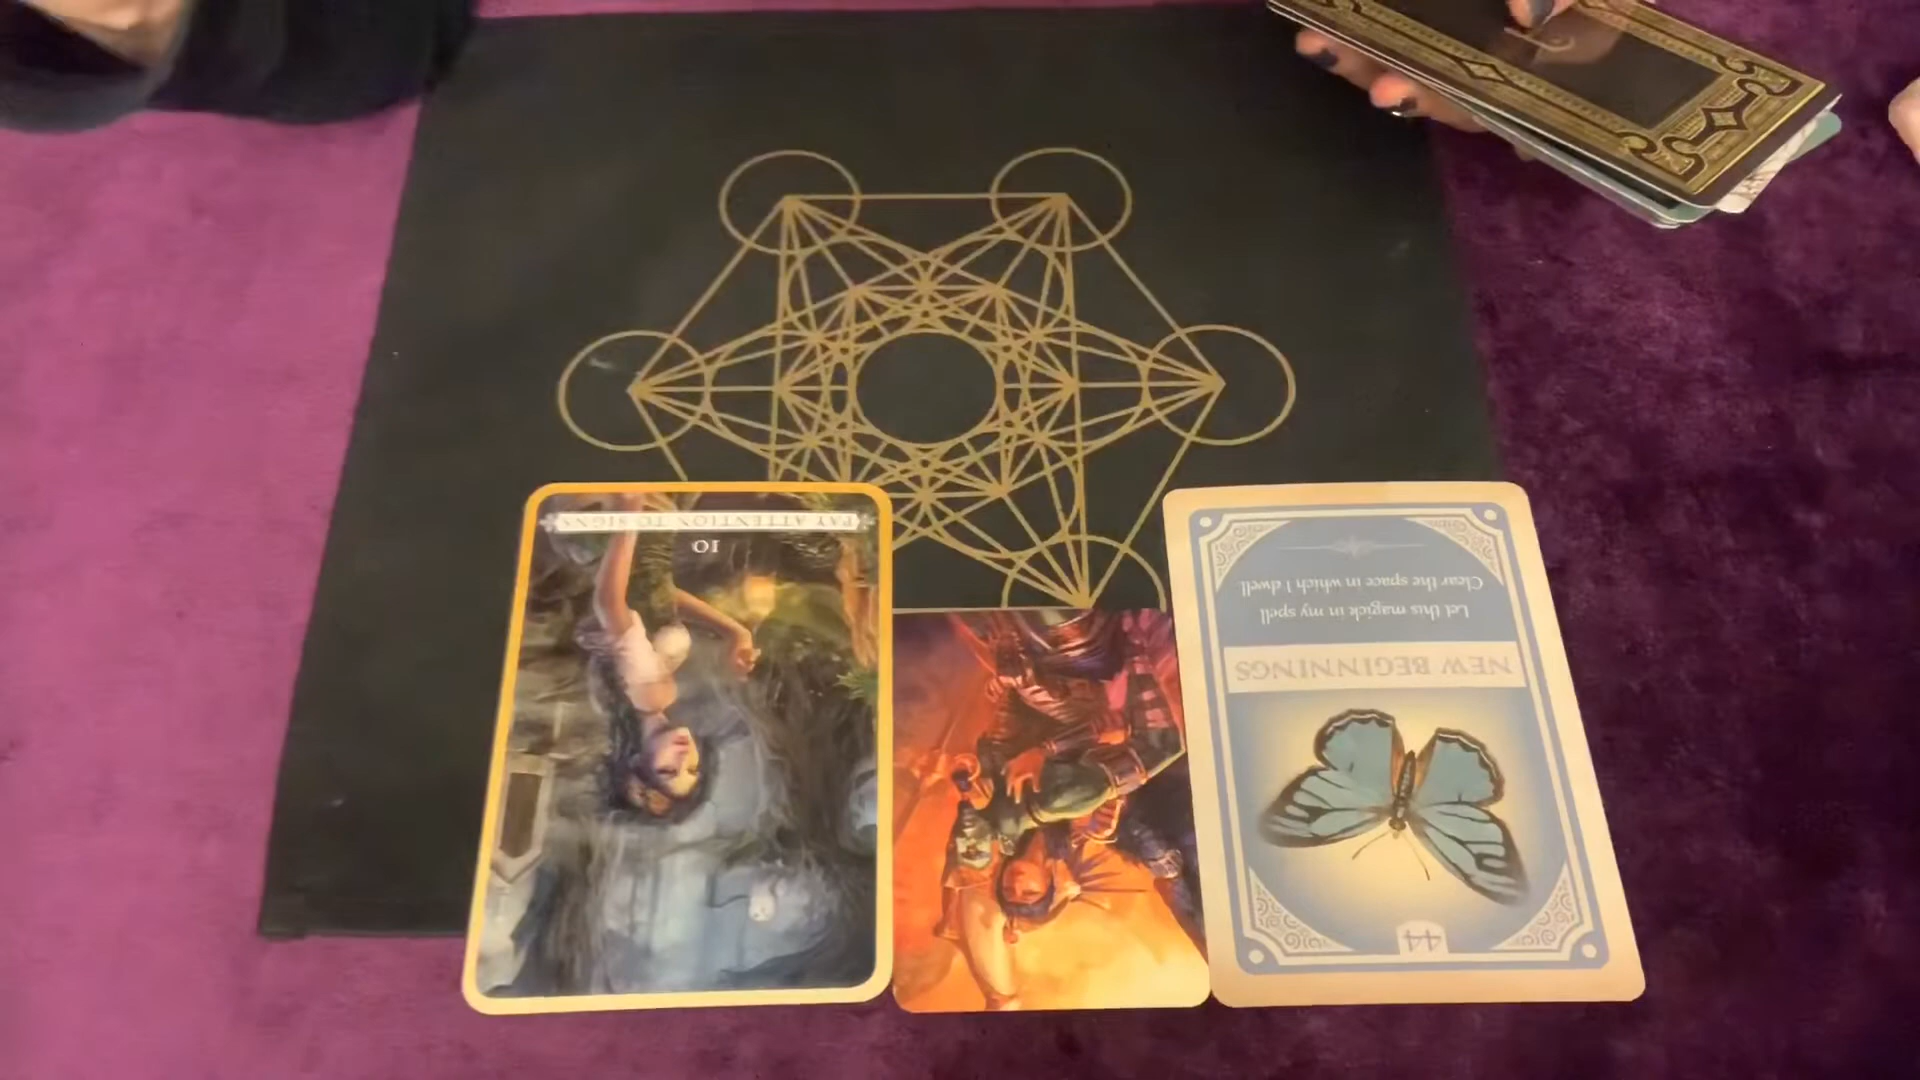 PAY ATTENTION TO SIGNS
10
44
NEW BEGINNINGS
Let this magick in my spell
Clear the space in which I dwell.